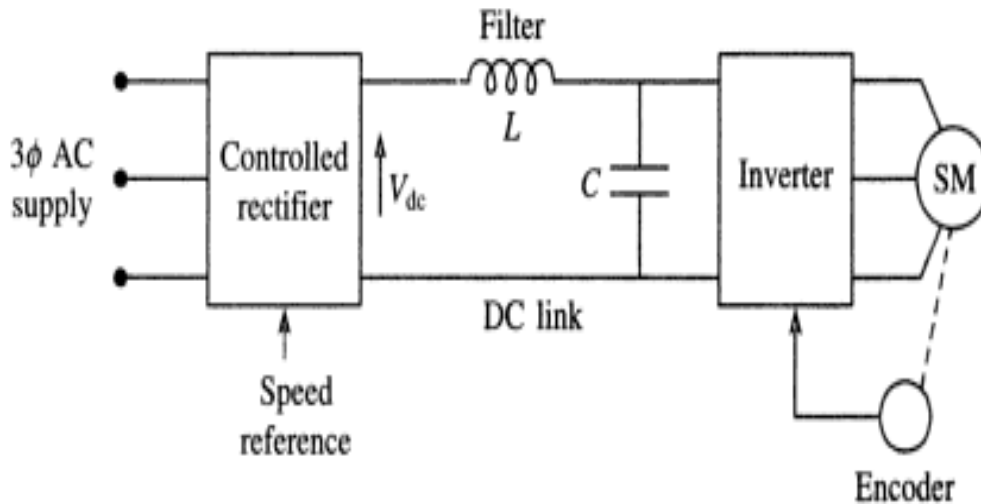 Filter
L
3ϕ AC
supply
Controlled
rectifier
V_dc
C
Inverter
SM
DC link
Speed
reference
Encoder